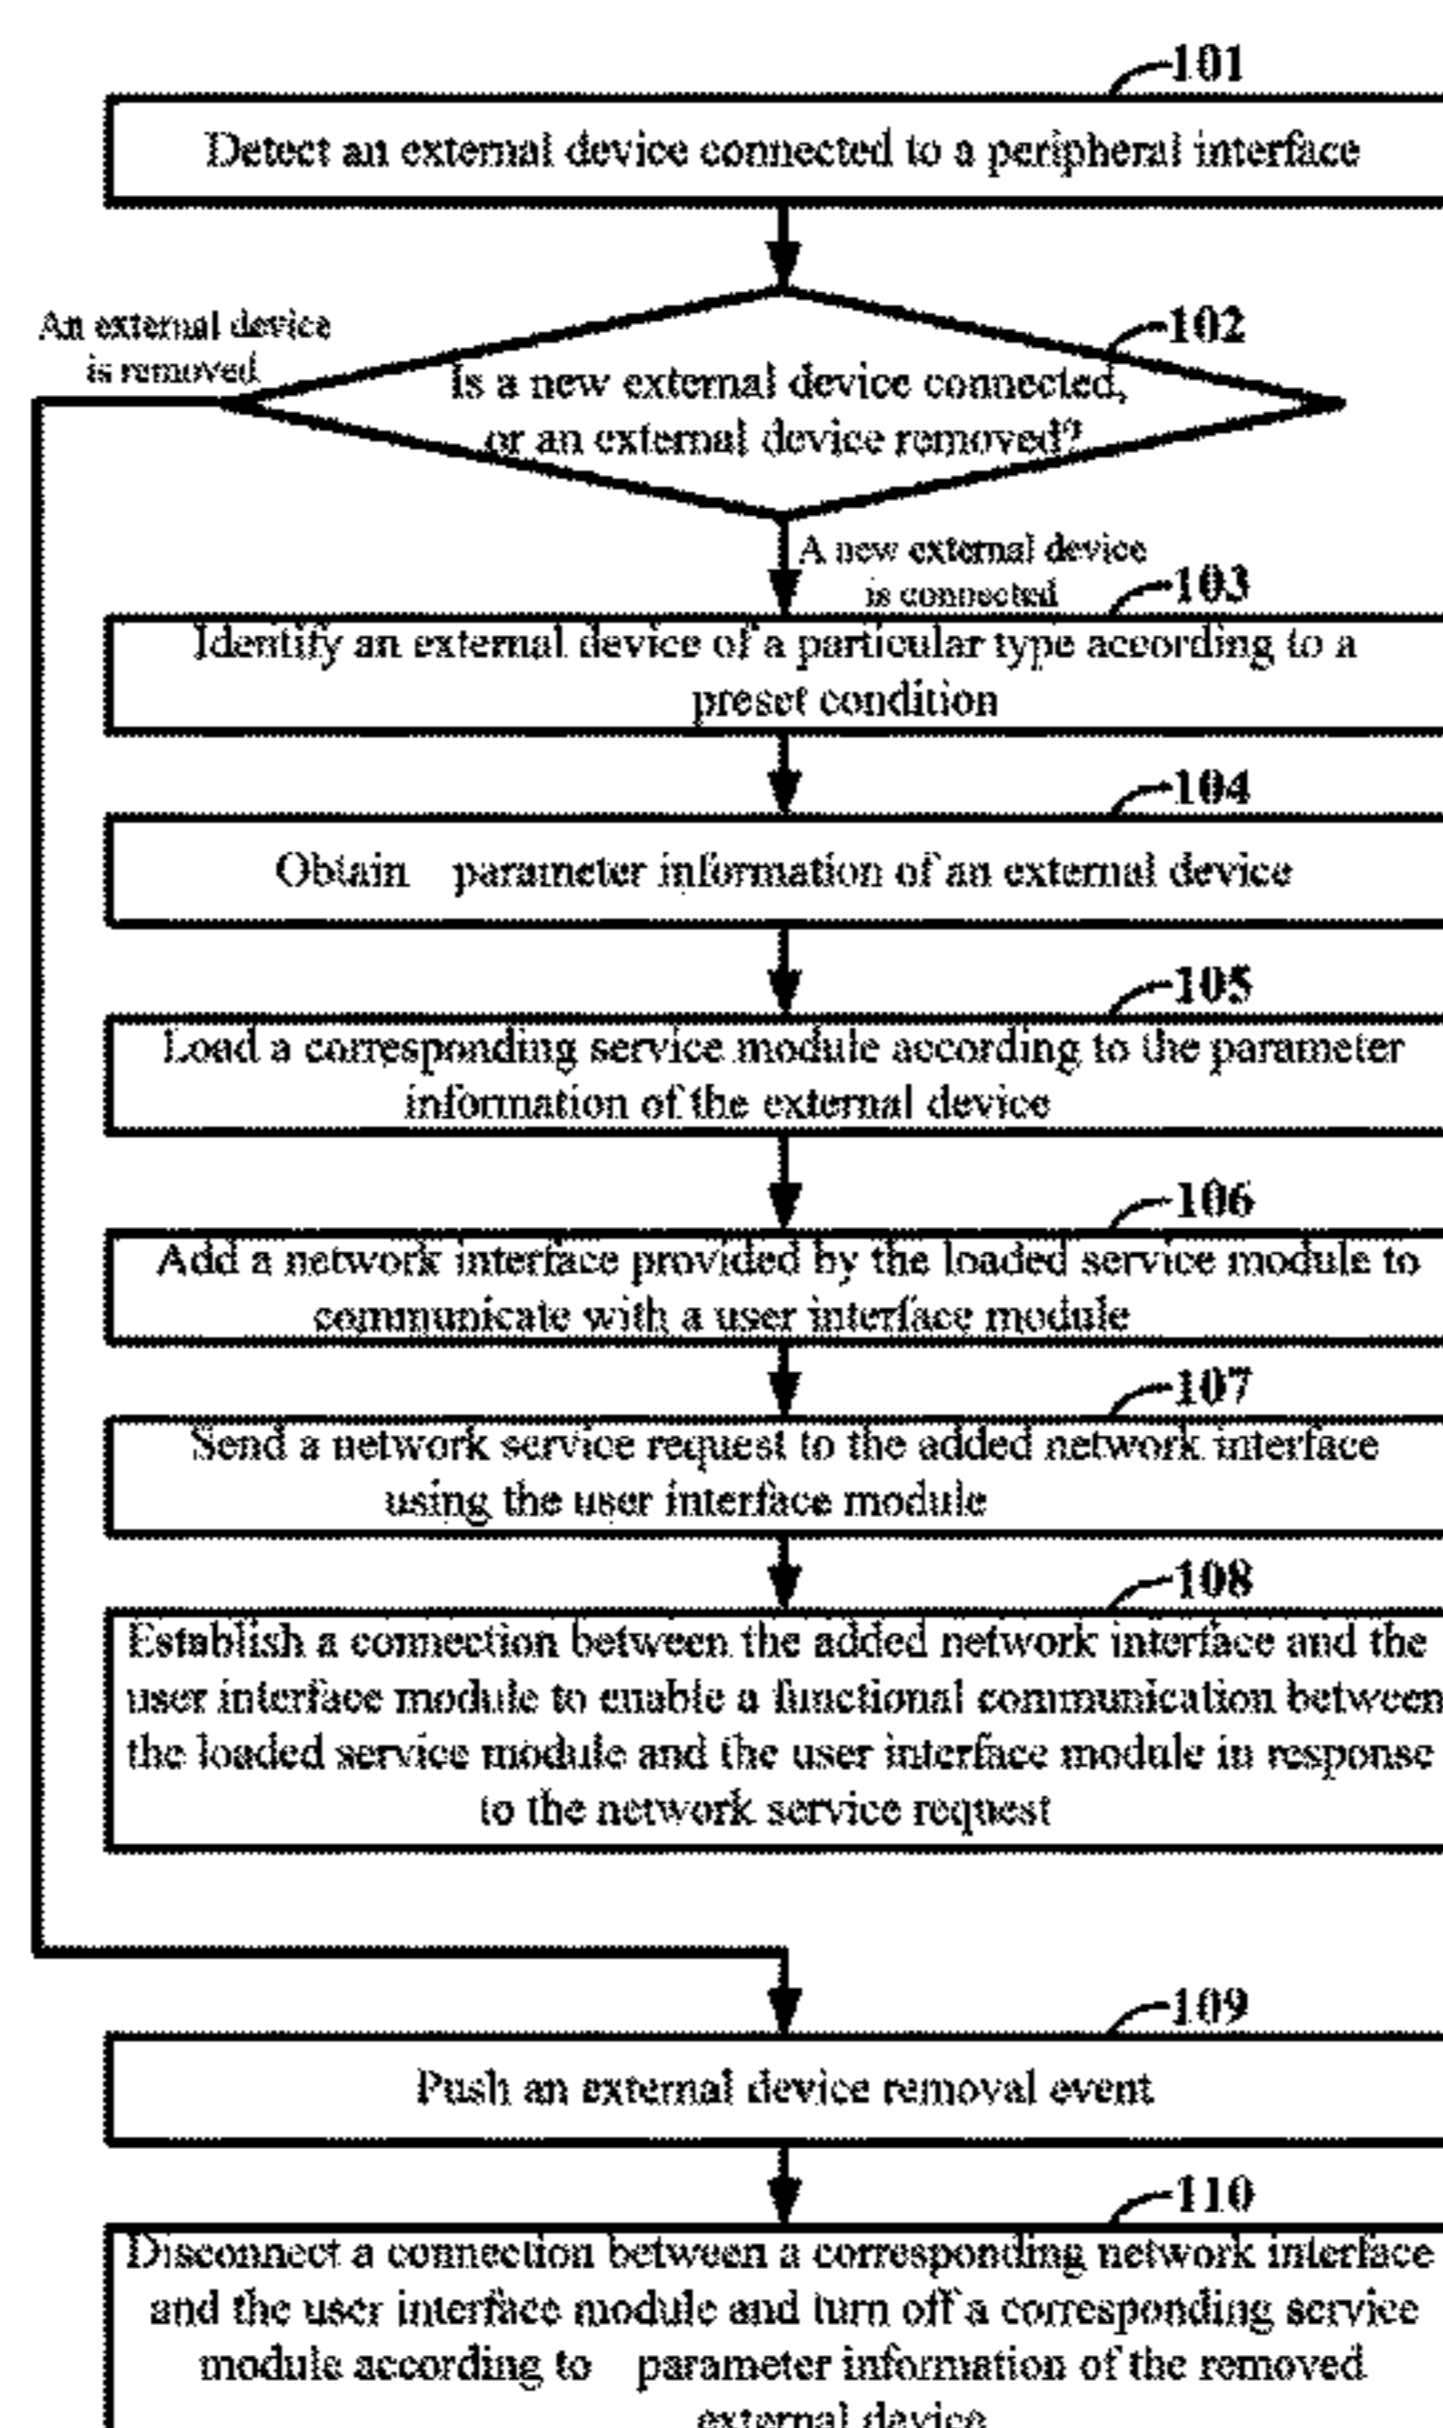 101
Detect an external device connected to a peripheral interface
102
An external device
is removed
Is a new external device connected,
or an external device removed?
A new external device
is connected
103
Identify an external device of a particular type according to a
preset condition
104
Obtain parameter information of an external device
105
Load a corresponding service module according to the parameter
information of the external device
106
Add a network interface provided by the loaded service module to
communicate with a user interface module
107
Send a network service request to the added network interface
using the user interface module
108
Establish a connection between the added network interface and the
user interface module to enable a functional communication between
the loaded service module and the user interface module in response
to the network service request
109
Push an external device removal event
110
Disconnect a connection between a corresponding network interface
and the user interface module and turn off a corresponding service
module according to parameter information of the removed
external device